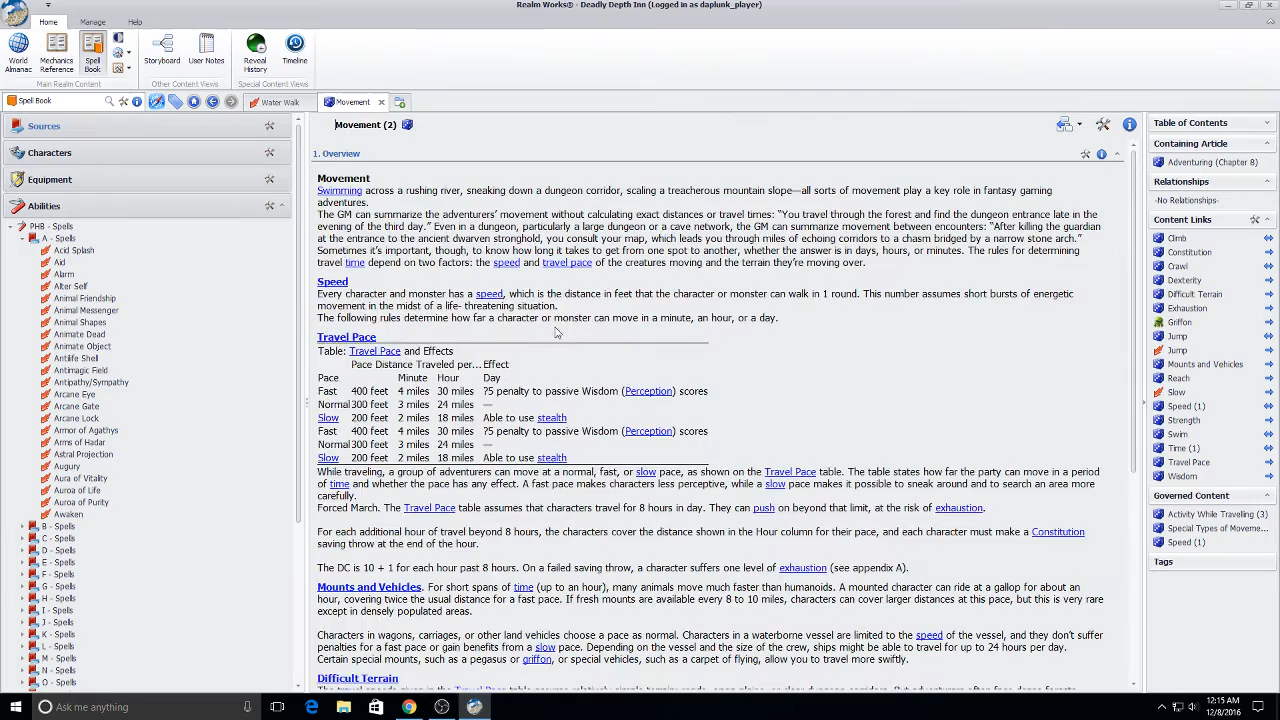 Realm Works® - Deadly Depth Inn (Logged in as daplunk_player)
Home Manage Help
World Almanac
Mechanics Reference
Spell Book
Storyboard
User Notes
Reveal History
Timeline
Main Realm Content
Other Content Views
Special Content Views
Spell Book
Water Walk
Movement
Sources
Characters
Equipment
Abilities
PHB - Spells
A - Spells
Acid Splash
Aid
Alarm
Alter Self
Animal Friendship
Animal Messenger
Animal Shapes
Animate Dead
Animate Object
Antilife Shell
Antimagic Field
Antipathy/Sympathy
Arcane Eye
Arcane Gate
Arcane Lock
Armor of Agathys
Arms of Hadar
Astral Projection
Augury
Aura of Vitality
Auroa of Life
Auroa of Purity
Awaken
B - Spells
C - Spells
D - Spells
E - Spells
F - Spells
G - Spells
H - Spells
I - Spells
J - Spells
K - Spells
L - Spells
M - Spells
N - Spells
O - Spells
Movement (2)
1. Overview
Movement
Swimming across a rushing river, sneaking down a dungeon corridor, scaling a treacherous mountain slope—all sorts of movement play a key role in fantasy gaming
adventures.
The GM can summarize the adventurers’ movement without calculating exact distances or travel times: “You travel through the forest and find the dungeon entrance late in
the evening of the third day.” Even in a dungeon, particularly a large dungeon or a cave network, the GM can summarize movement between encounters: “After killing the guardian
at the entrance to the ancient dwarven stronghold, you consult your map, which leads you through miles of echoing corridors to a chasm bridged by a narrow stone arch.”
Sometimes it’s important, though, to know how long it takes to get from one spot to another, whether the answer is in days, hours, or minutes. The rules for determining
travel time depend on two factors: the speed and travel pace of the creatures moving and the terrain they’re moving over.
Speed
Every character and monster has a speed, which is the distance in feet that the character or monster can walk in 1 round. This number assumes short bursts of energetic
movement in the midst of a life- threatening situation.
The following rules determine how far a character or monster can move in a minute, an hour, or a day.
Travel Pace
Table: Travel Pace and Effects
Pace Distance Traveled per... Effect
Pace Minute Hour Day
Fast 400 feet 4 miles 30 miles ?5 penalty to passive Wisdom (Perception) scores
Normal 300 feet 3 miles 24 miles —
Slow 200 feet 2 miles 18 miles Able to use stealth
Fast 400 feet 4 miles 30 miles ?5 penalty to passive Wisdom (Perception) scores
Normal 300 feet 3 miles 24 miles —
Slow 200 feet 2 miles 18 miles Able to use stealth
While traveling, a group of adventurers can move at a normal, fast, or slow pace, as shown on the Travel Pace table. The table states how far the party can move in a period
of time and whether the pace has any effect. A fast pace makes characters less perceptive, while a slow pace makes it possible to sneak around and to search an area more
carefully.
Forced March. The Travel Pace table assumes that characters travel for 8 hours in day. They can push on beyond that limit, at the risk of exhaustion.
For each additional hour of travel beyond 8 hours, the characters cover the distance shown in the Hour column for their pace, and each character must make a Constitution
saving throw at the end of the hour.
The DC is 10 + 1 for each hour past 8 hours. On a failed saving throw, a character suffers one level of exhaustion (see appendix A).
Mounts and Vehicles. For short spans of time (up to an hour), many animals move much faster than humanoids. A mounted character can ride at a gallop for about an
hour, covering twice the usual distance for a fast pace. If fresh mounts are available every 8 to 10 miles, characters can cover larger distances at this pace, but this is very rare
except in densely populated areas.
Characters in wagons, carriages, or other land vehicles choose a pace as normal. Characters in a waterborne vessel are limited to the speed of the vessel, and they don’t suffer
penalties for a fast pace or gain benefits from a slow pace. Depending on the vessel and the size of the crew, ships might be able to travel for up to 24 hours per day.
Certain special mounts, such as a pegasus or griffon, or special vehicles, such as a carpet of flying, allow you to travel more swiftly.
Difficult Terrain
Table of Contents
Containing Article
Adventuring (Chapter 8)
Relationships
-No Relationships-
Content Links
Climb
Constitution
Crawl
Dexterity
Difficult Terrain
Exhaustion
Griffon
Jump
Jump
Mounts and Vehicles
Reach
Slow
Speed (1)
Strength
Swim
Time (1)
Travel Pace
Wisdom
Governed Content
Activity While Traveling (3)
Special Types of Moveme...
Speed (1)
Tags
Ask me anything
12:15 AM
12/8/2016